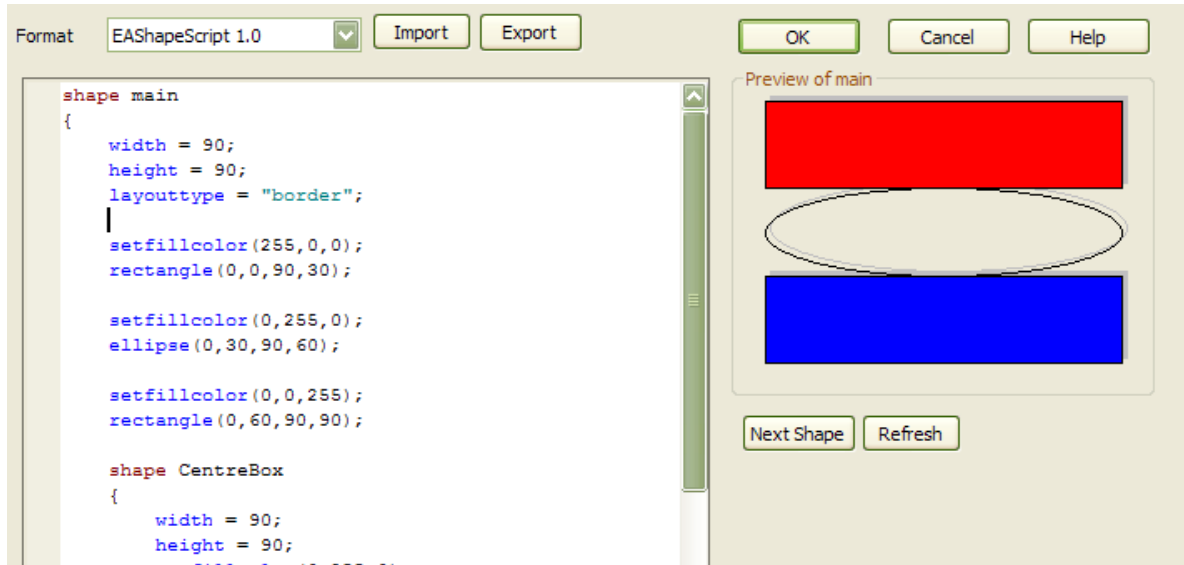 Format EAShapeScript 1.0 Import Export OK Cancel Help
shape main
{
width = 90;
height = 90;
layouttype = "border";
setfillcolor(255,0,0);
rectangle(0,0,90,30);
setfillcolor(0,255,0);
ellipse(0,30,90,60);
setfillcolor(0,0,255);
rectangle(0,60,90,90);
shape CentreBox
{
width = 90;
height = 90;
Preview of main
Next Shape Refresh